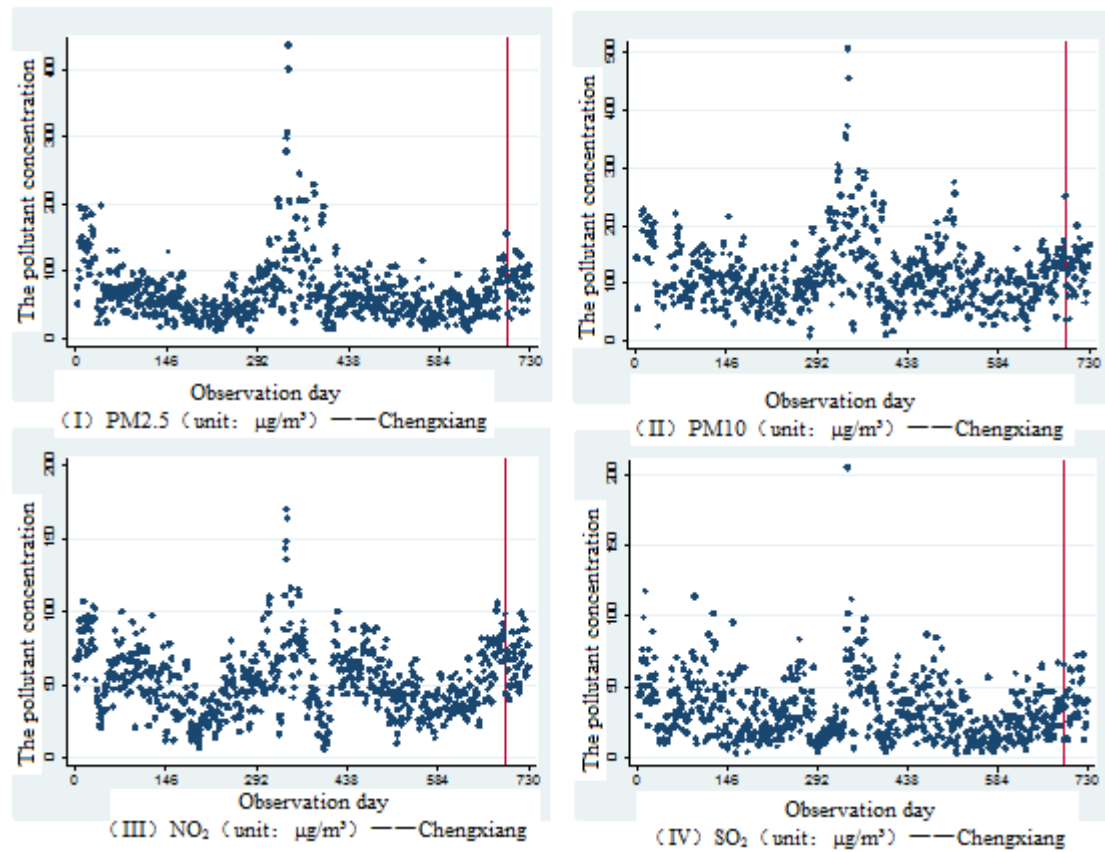 The pollutant concentration
400
300
200
100
0
0 146 292 438 584 730
Observation day
(I) PM2.5 (unit: μg/m³) ——Chengxiang
The pollutant concentration
500
400
300
200
100
0
0 146 292 438 584 730
Observation day
(II) PM10 (unit: μg/m³) ——Chengxiang
The pollutant concentration
200
150
100
50
0
0 146 292 438 584 730
Observation day
(III) NO₂ (unit: μg/m³) ——Chengxiang
The pollutant concentration
200
150
100
50
0
0 146 292 438 584 730
Observation day
(IV) SO₂ (unit: μg/m³) ——Chengxiang